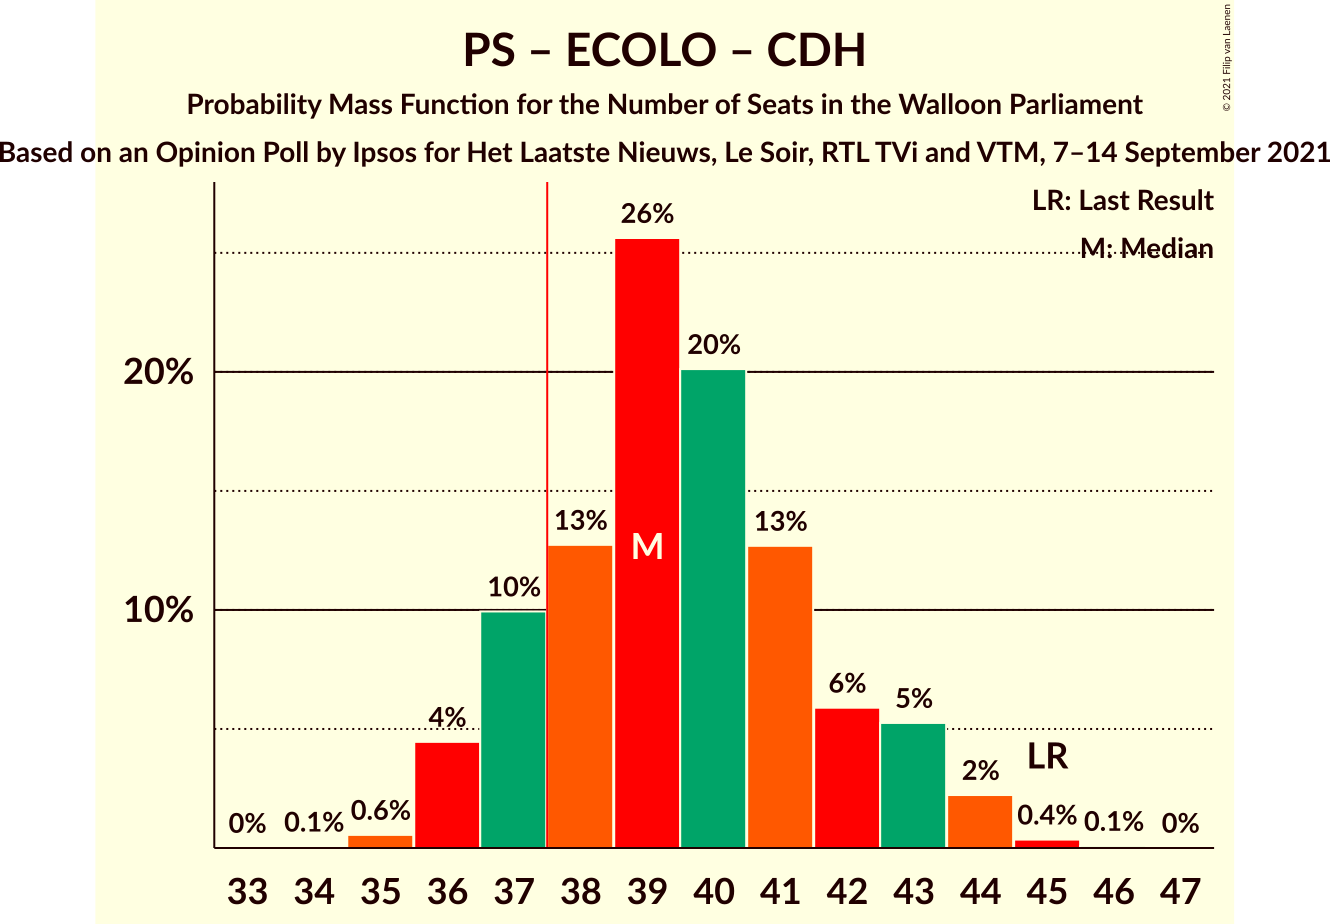 PS – ECOLO – CDH
Probability Mass Function for the Number of Seats in the Walloon Parliament
Based on an Opinion Poll by Ipsos for Het Laatste Nieuws, Le Soir, RTL TVi and VTM, 7–14 September 2021
© 2021 Filip van Laenen
LR: Last Result
M: Median
26%
20%
20%
13%
13%
M
10%
10%
6%
5%
4%
LR
2%
0%
0.1%
0.6%
0.4%
0.1%
0%
33 34 35 36 37 38 39 40 41 42 43 44 45 46 47